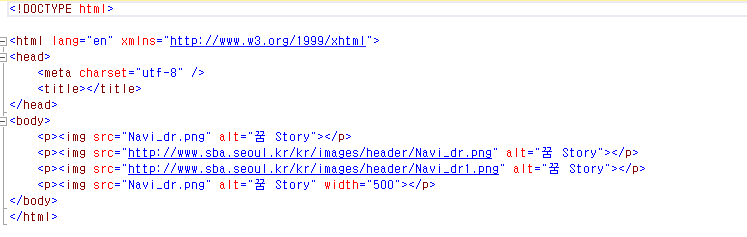 <!DOCTYPE html>
<html lang="en" xmlns="http://www.w3.org/1999/xhtml">
<head>
<meta charset="utf-8" />
<title></title>
</head>
<body>
<p><img src="Navi_dr.png" alt="꿈 Story"></p>
<p><img src="http://www.sba.seoul.kr/kr/images/header/Navi_dr.png" alt="꿈 Story"></p>
<p><img src="http://www.sba.seoul.kr/kr/images/header/Navi_dr1.png" alt="꿈 Story"></p>
<p><img src="Navi_dr.png" alt="꿈 Story" width="500"></p>
</body>
</html>